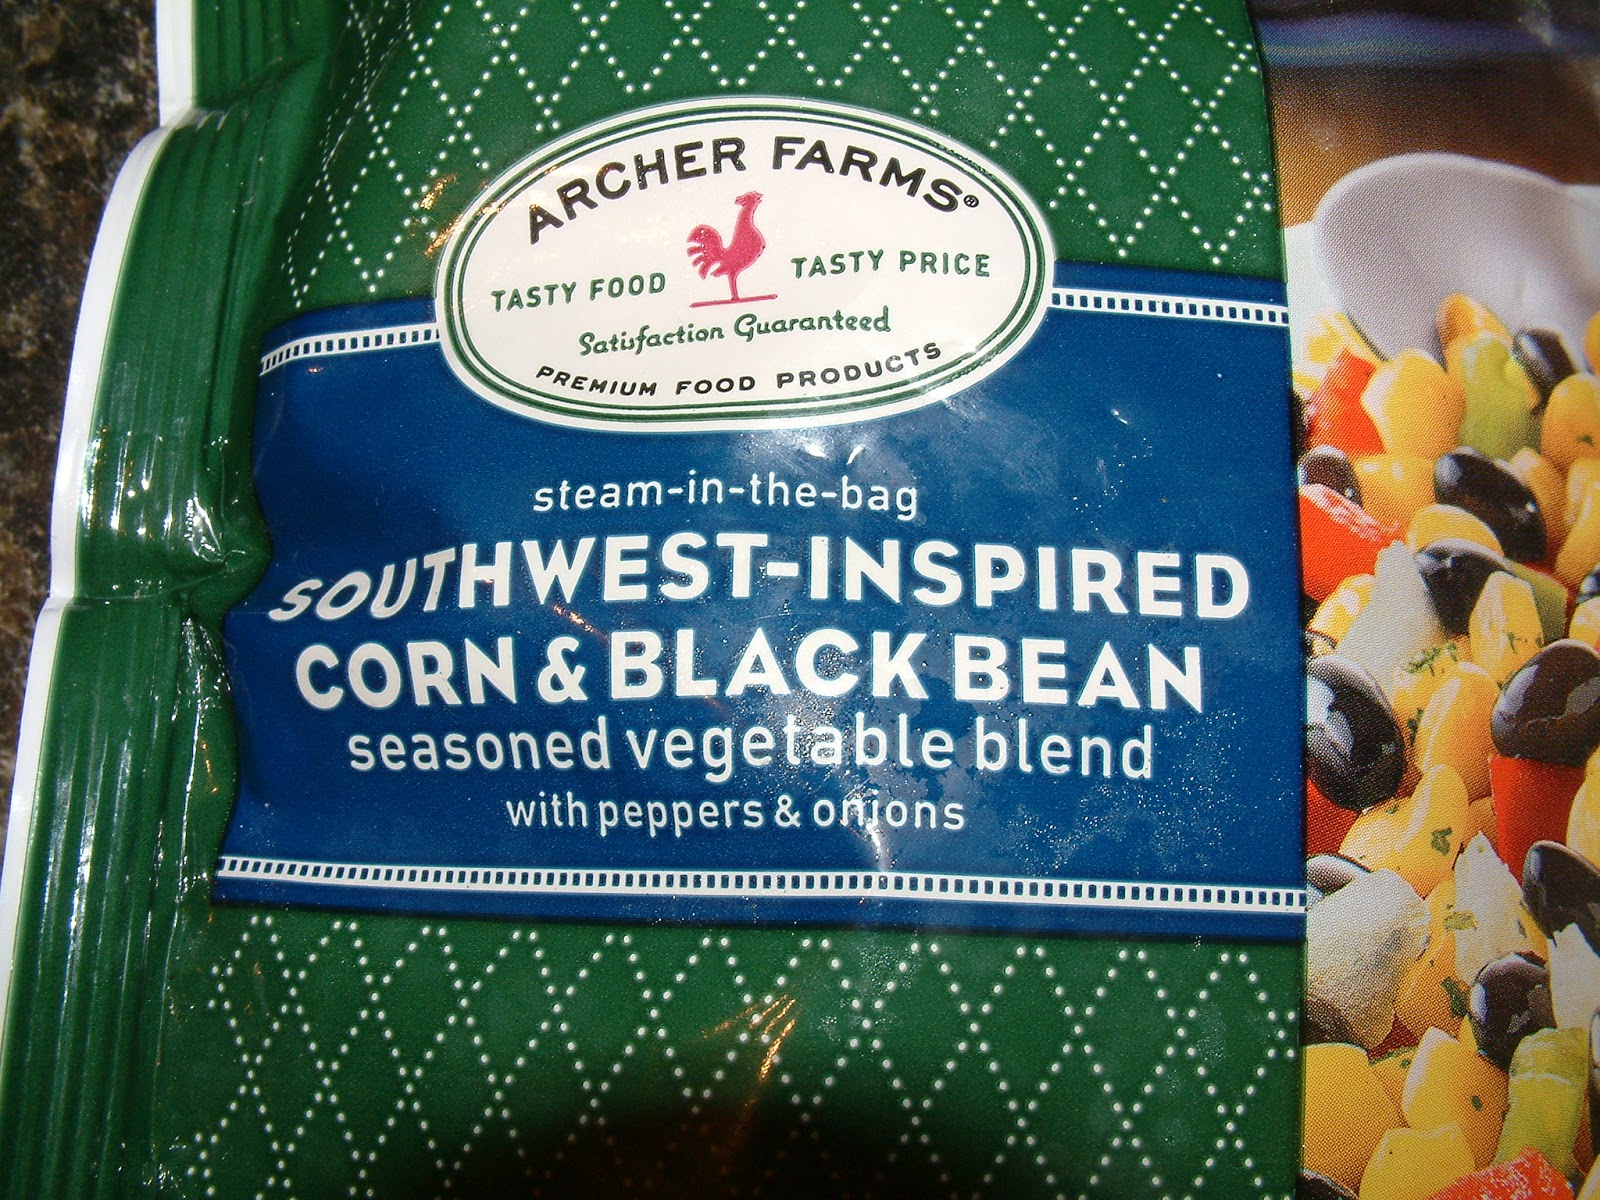 ARCHER FARMS®
TASTY FOOD TASTY PRICE
Satisfaction Guaranteed
PREMIUM FOOD PRODUCTS
steam-in-the-bag
SOUTHWEST-INSPIRED
CORN & BLACK BEAN
seasoned vegetable blend
with peppers & onions